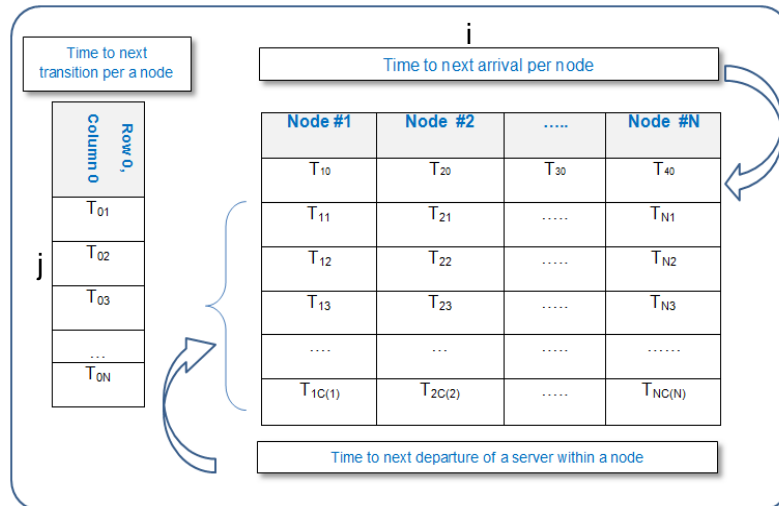 i
Time to next
transition per a node
Time to next arrival per node
Row 0,
Column 0
T01
T02
T03
...
T0N
j
Node #1 Node #2 ..... Node #N
T10 T20 T30 T40
T11 T21 ..... TN1
T12 T22 ..... TN2
T13 T23 ..... TN3
.... ... ... ......
T1C(1) T2C(2) ..... TNC(N)
Time to next departure of a server within a node